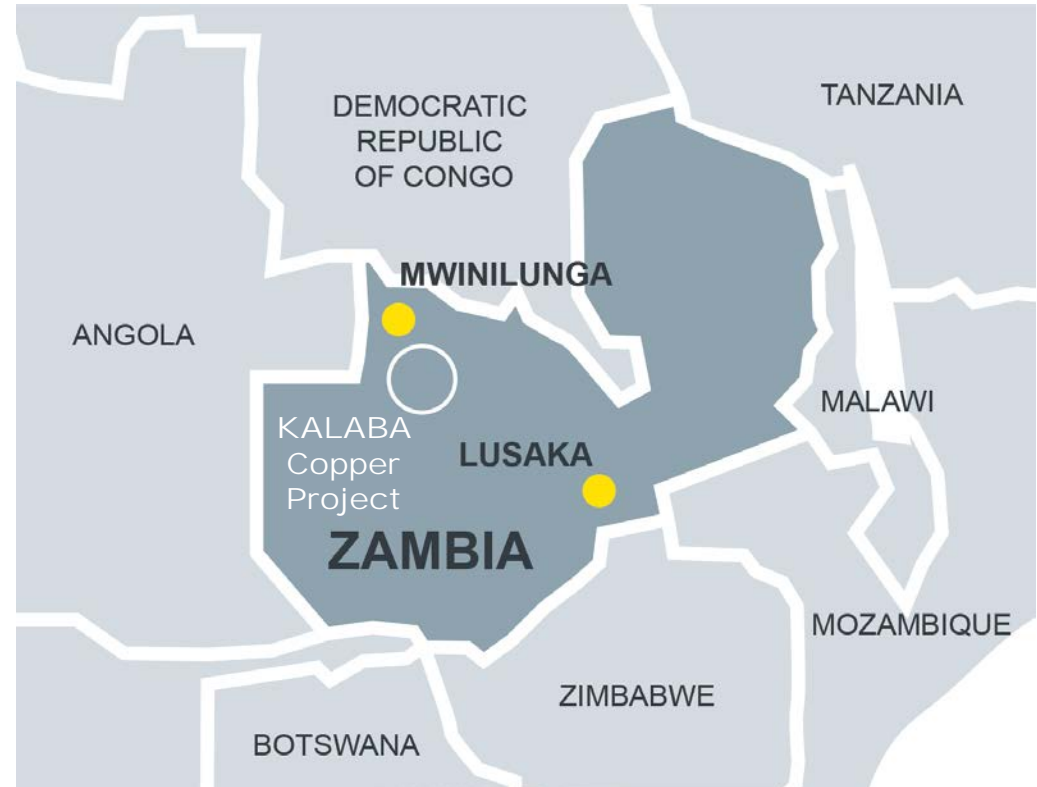 DEMOCRATIC
REPUBLIC
OF CONGO
TANZANIA
MWINILUNGA
ANGOLA
MALAWI
KALABA
Copper
Project
LUSAKA
ZAMBIA
MOZAMBIQUE
ZIMBABWE
BOTSWANA